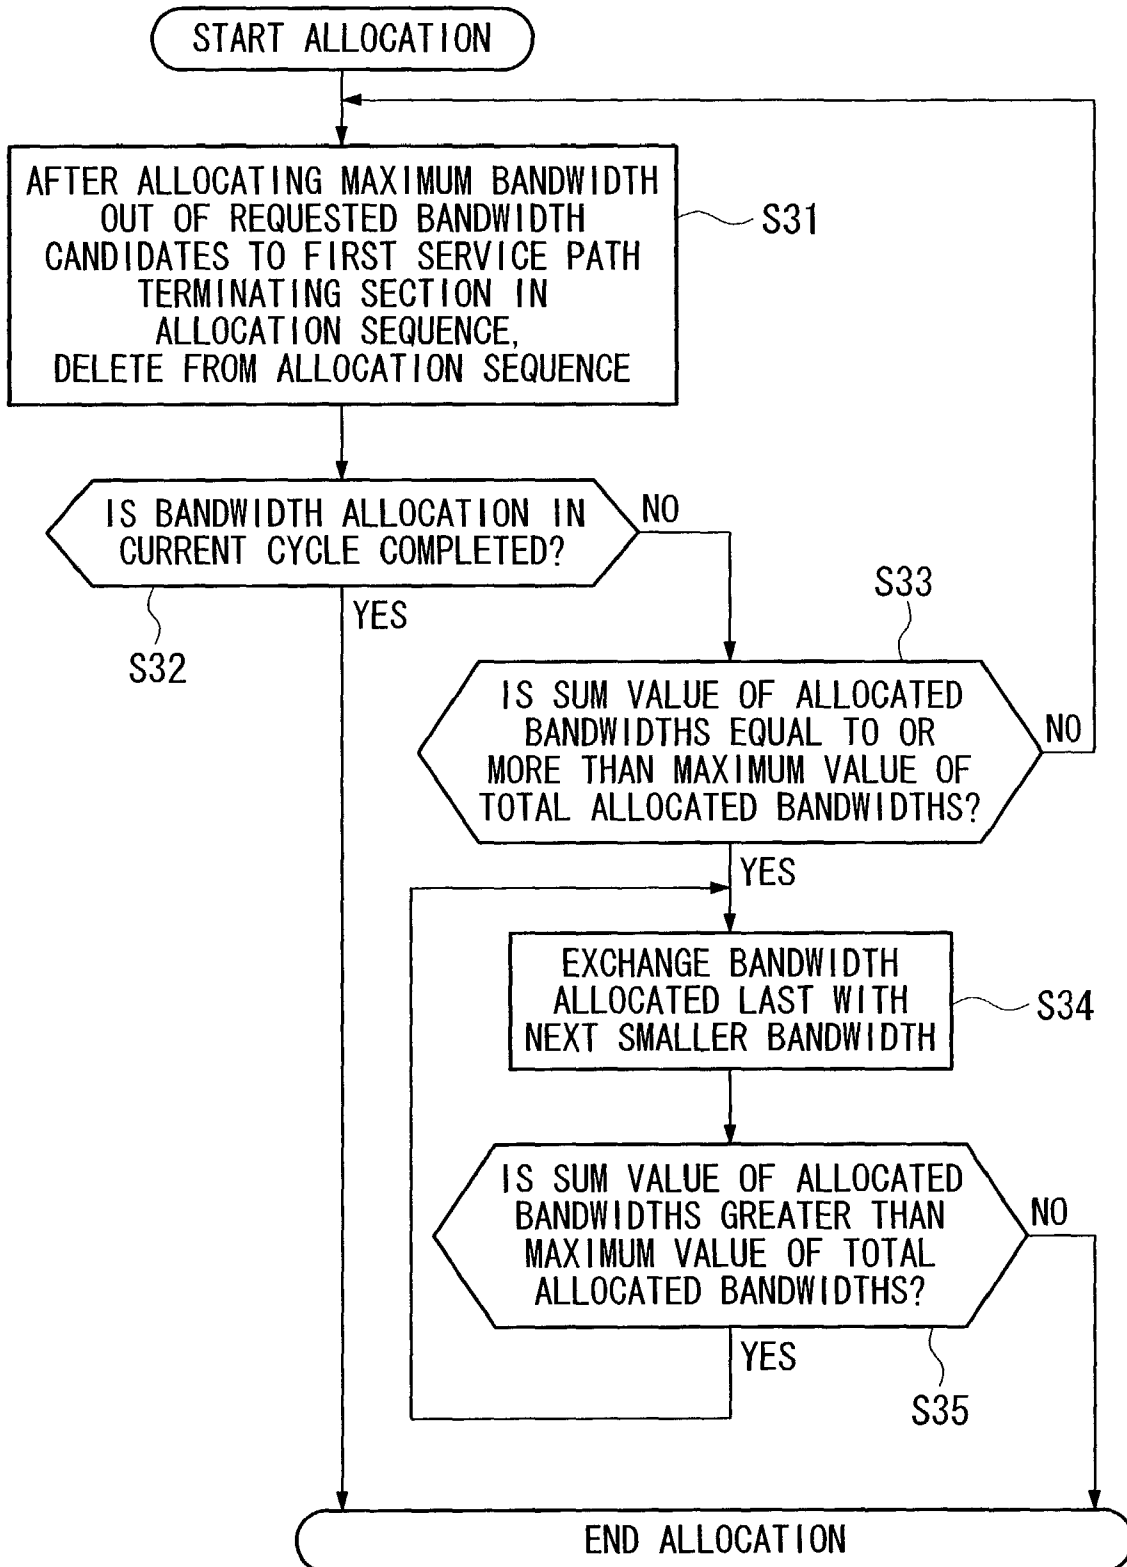 START ALLOCATION
AFTER ALLOCATING MAXIMUM BANDWIDTH
OUT OF REQUESTED BANDWIDTH
CANDIDATES TO FIRST SERVICE PATH
TERMINATING SECTION IN
ALLOCATION SEQUENCE,
DELETE FROM ALLOCATION SEQUENCE
S31
IS BANDWIDTH ALLOCATION IN
CURRENT CYCLE COMPLETED?
NO
YES
S32
S33
IS SUM VALUE OF ALLOCATED
BANDWIDTHS EQUAL TO OR
MORE THAN MAXIMUM VALUE OF
TOTAL ALLOCATED BANDWIDTHS?
NO
YES
EXCHANGE BANDWIDTH
ALLOCATED LAST WITH
NEXT SMALLER BANDWIDTH
S34
IS SUM VALUE OF ALLOCATED
BANDWIDTHS GREATER THAN
MAXIMUM VALUE OF TOTAL
ALLOCATED BANDWIDTHS?
NO
YES
S35
END ALLOCATION